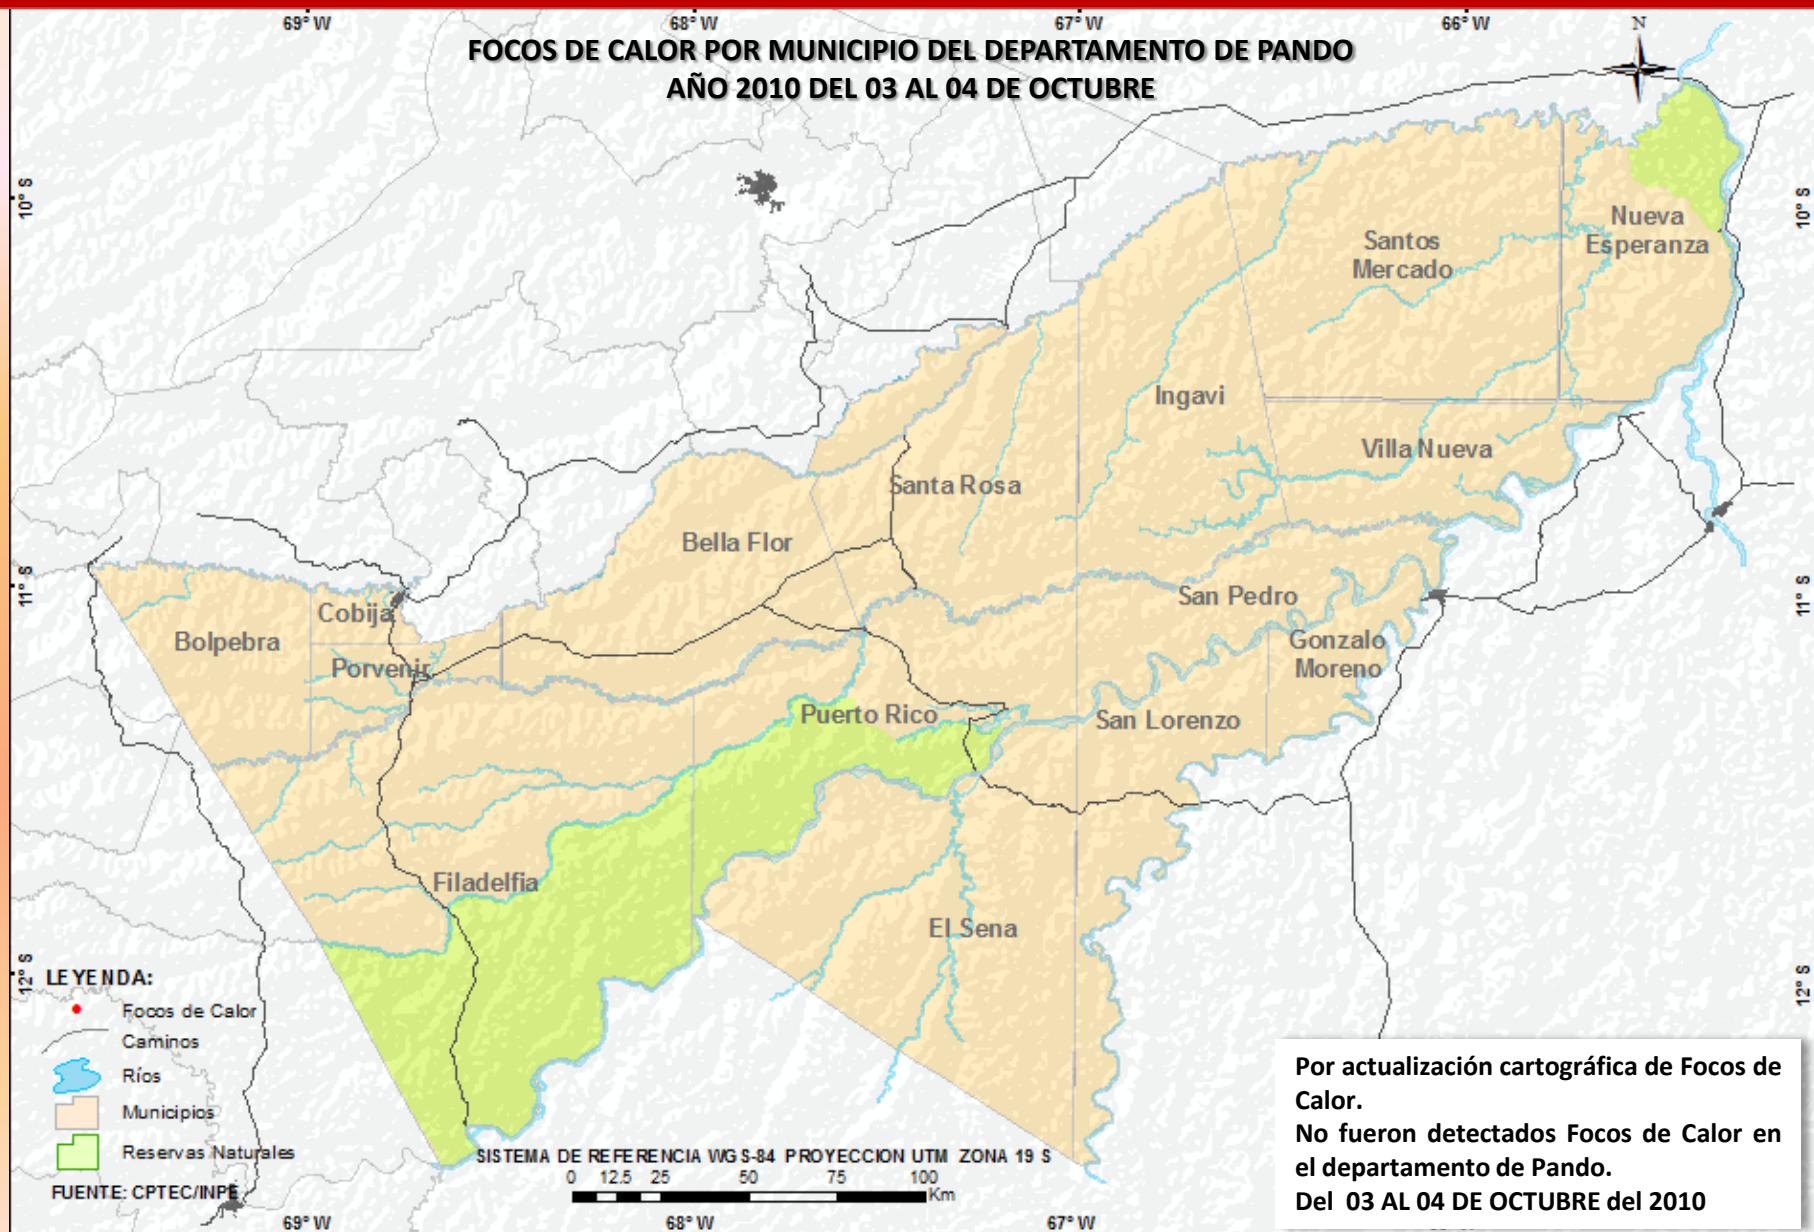 69° W
68° W
67° W
66° W
N
FOCOS DE CALOR POR MUNICIPIO DEL DEPARTAMENTO DE PANDO
AÑO 2010 DEL 03 AL 04 DE OCTUBRE
10° S
10° S
Nueva
Esperanza
Santos
Mercado
Ingavi
Villa Nueva
Santa Rosa
Bella Flor
11° S
11° S
San Pedro
Cobija
Bolpebra
Porvenir
Gonzalo
Moreno
Puerto Rico
San Lorenzo
Filadelfia
El Sena
12° S
12° S
LEYENDA:
Focos de Calor
Caminos
Ríos
Municipios
Reservas Naturales
FUENTE: CPTEC/INPE
SISTEMA DE REFERENCIA WGS-84 PROYECCION UTM ZONA 19 S
0 12.5 25 50 75 100
Km
Por actualización cartográfica de Focos de
Calor.
No fueron detectados Focos de Calor en
el departamento de Pando.
Del 03 AL 04 DE OCTUBRE del 2010
69° W
68° W
67° W